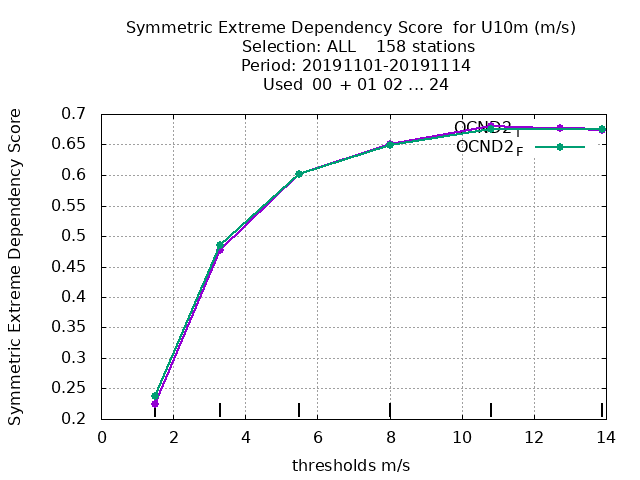 Symmetric Extreme Dependency Score for U10m (m/s)
Selection: ALL 158 stations
Period: 20191101-20191114
Used 00 + 01 02 ... 24
Symmetric Extreme Dependency Score
0.7
0.65
0.6
0.55
0.5
0.45
0.4
0.35
0.3
0.25
0.2
OCND2
OCND2 F
0 2 4 6 8 10 12 14
thresholds m/s